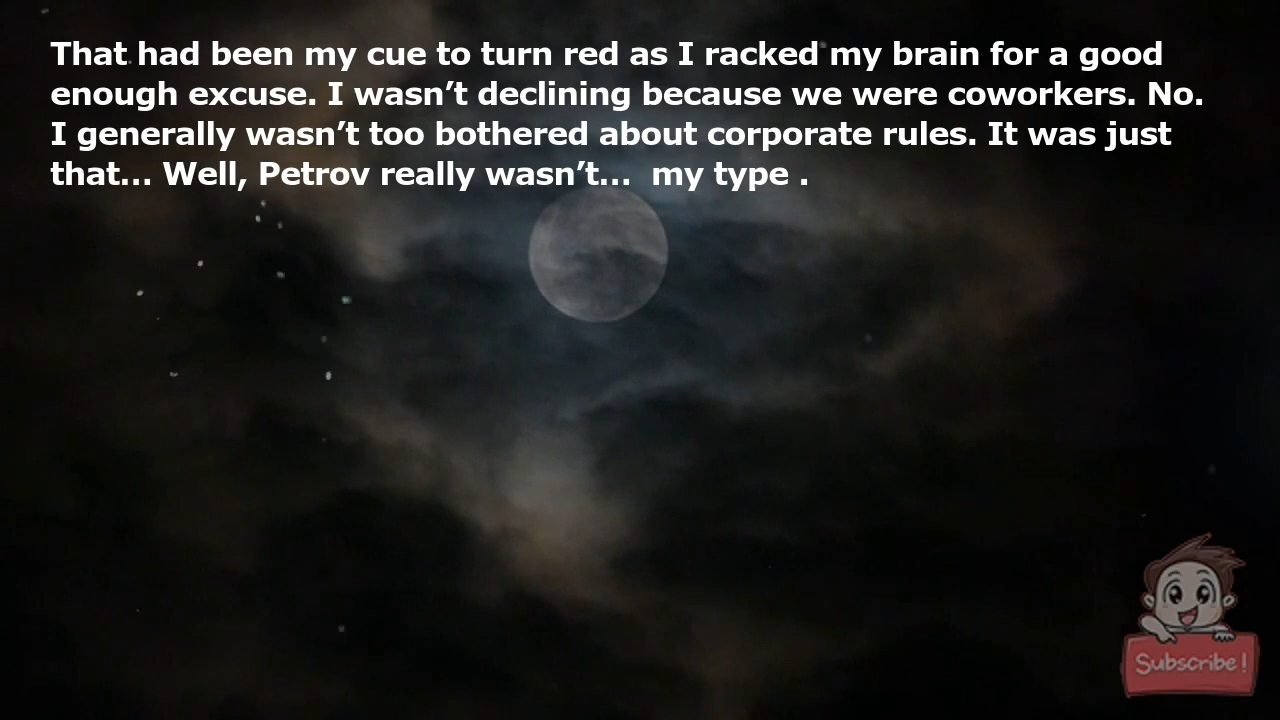 That had been my cue to turn red as I racked my brain for a good
enough excuse. I wasn’t declining because we were coworkers. No.
I generally wasn’t too bothered about corporate rules. It was just
that… Well, Petrov really wasn’t…  my type .
Subscribe!